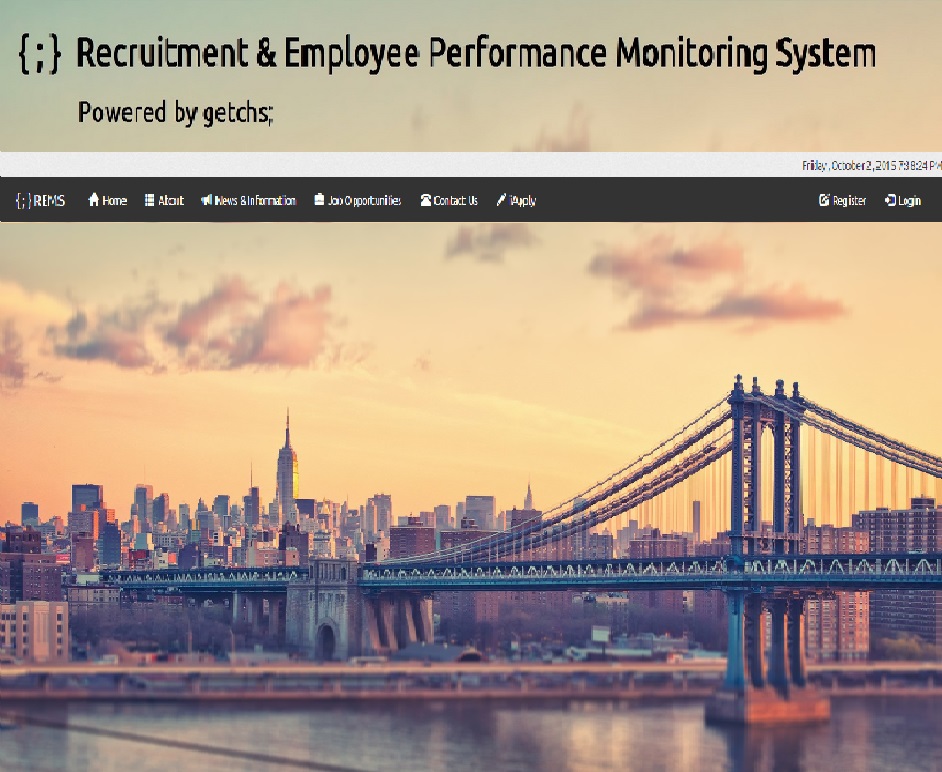 {;} Recruitment & Employee Performance Monitoring System
Powered by getchs;
Friday, October 2, 2015 7:38:24 PM
{;} REMS Home About News & Information Job Opportunities Contact Us iApply Register Login